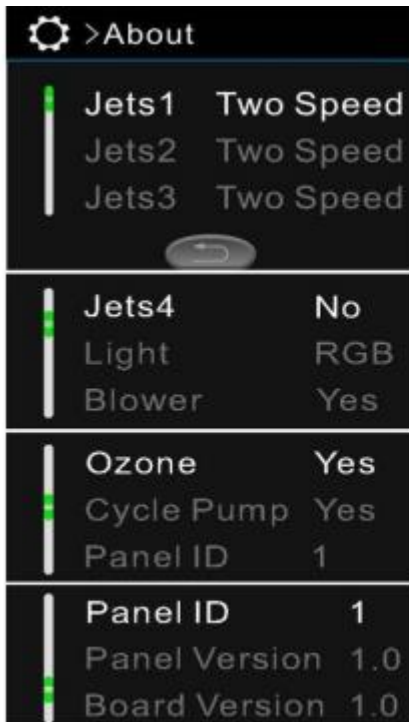 >About
Jets1 Two Speed
Jets2 Two Speed
Jets3 Two Speed
Jets4 No
Light RGB
Blower Yes
Ozone Yes
Cycle Pump Yes
Panel ID 1
Panel ID 1
Panel Version 1.0
Board Version 1.0